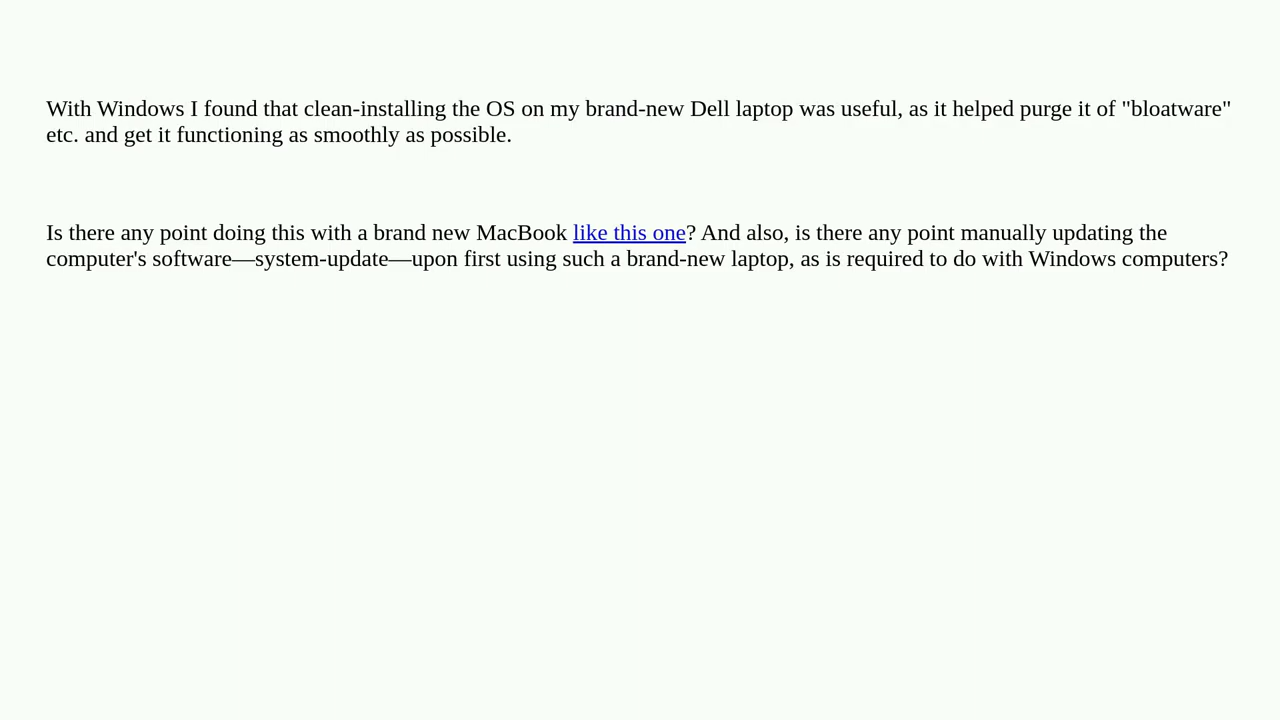 With Windows I found that clean-installing the OS on my brand-new Dell laptop was useful, as it helped purge it of "bloatware"
etc. and get it functioning as smoothly as possible.
Is there any point doing this with a brand new MacBook like this one? And also, is there any point manually updating the
computer's software—system-update—upon first using such a brand-new laptop, as is required to do with Windows computers?